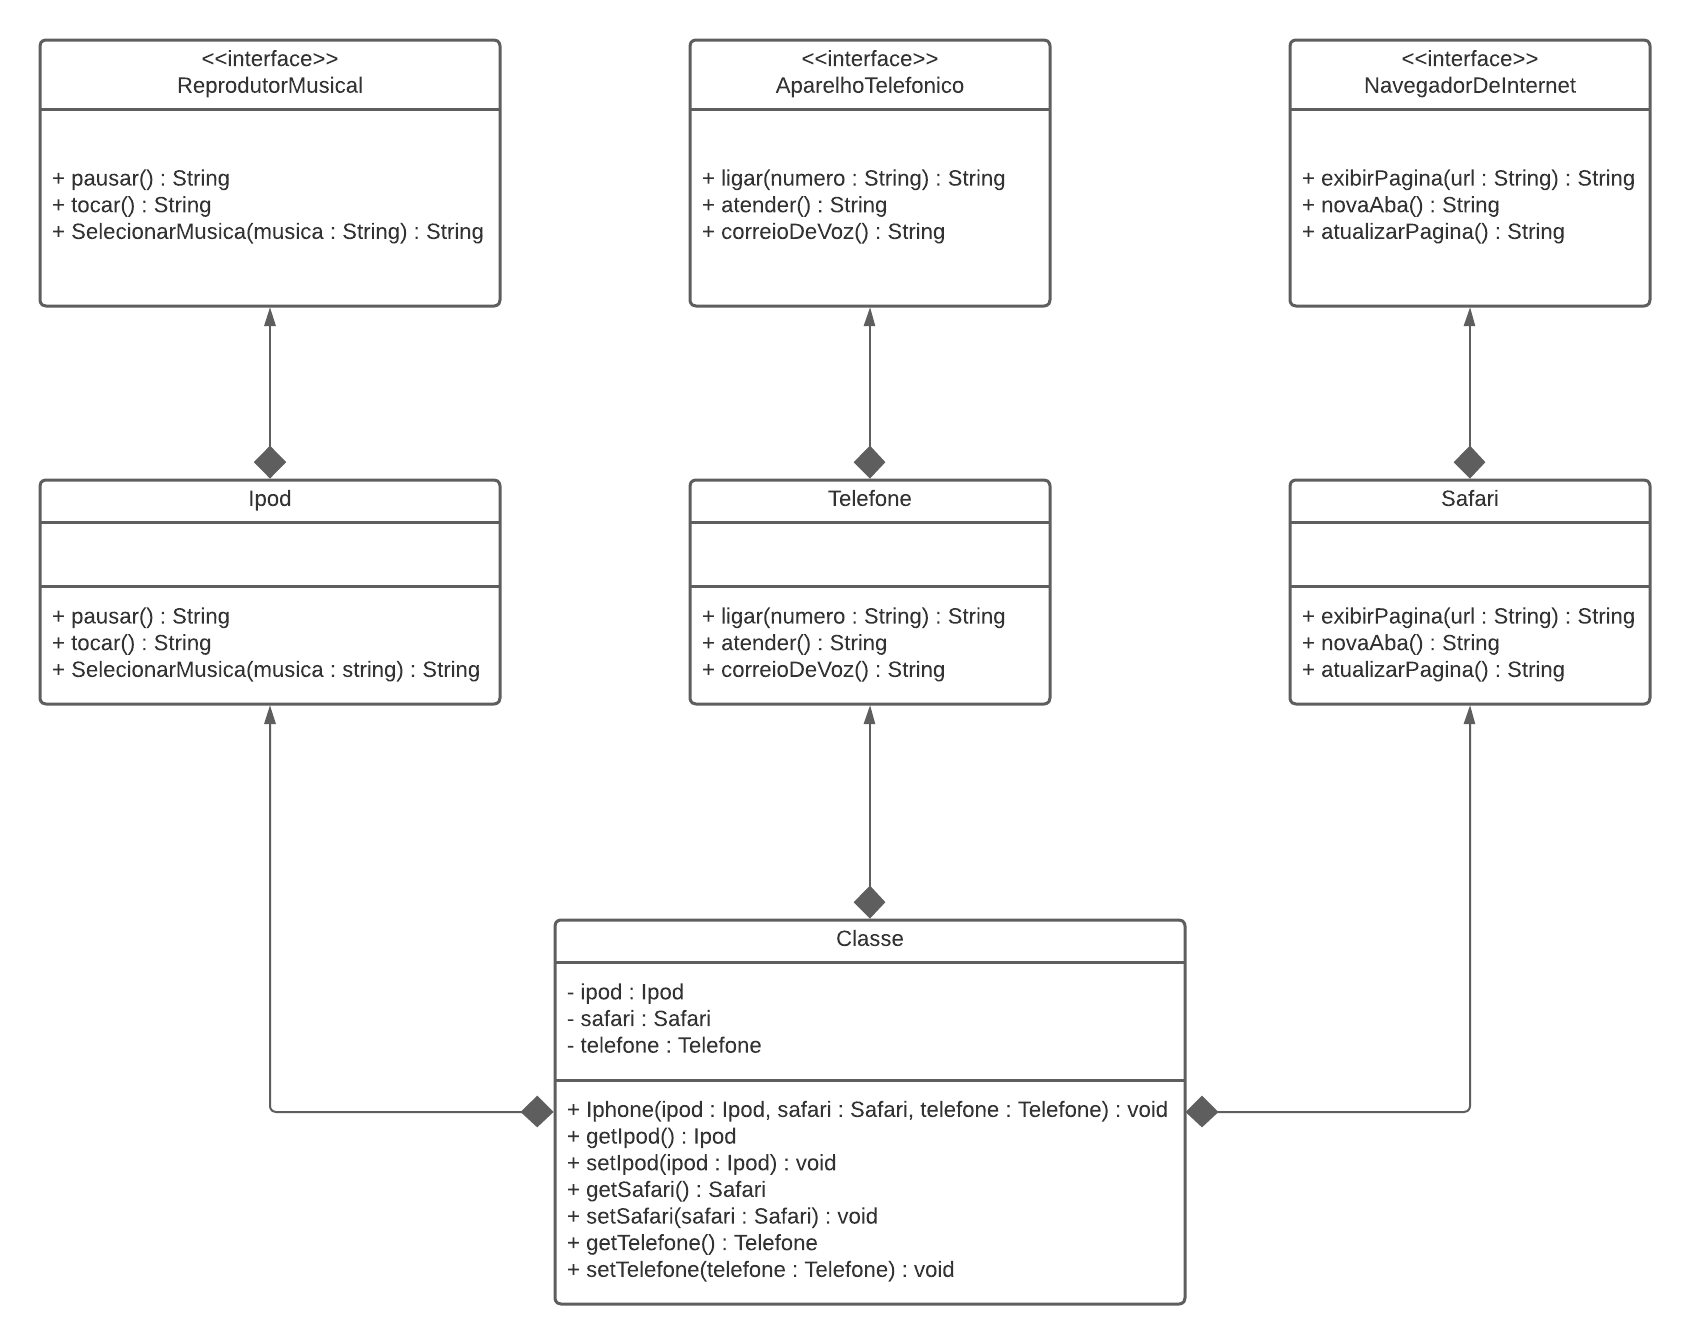 <<interface>>
ReprodutorMusical
+ pausar() : String
+ tocar() : String
+ SelecionarMusica(musica : String) : String
<<interface>>
AparelhoTelefonico
+ ligar(numero : String) : String
+ atender() : String
+ correioDeVoz() : String
<<interface>>
NavegadorDeInternet
+ exibirPagina(url : String) : String
+ novaAba() : String
+ atualizarPagina() : String
Ipod
+ pausar() : String
+ tocar() : String
+ SelecionarMusica(musica : string) : String
Telefone
+ ligar(numero : String) : String
+ atender() : String
+ correioDeVoz() : String
Safari
+ exibirPagina(url : String) : String
+ novaAba() : String
+ atualizarPagina() : String
Classe
- ipod : Ipod
- safari : Safari
- telefone : Telefone
+ Iphone(ipod : Ipod, safari : Safari, telefone : Telefone) : void
+ getIpod() : Ipod
+ setIpod(ipod : Ipod) : void
+ getSafari() : Safari
+ setSafari(safari : Safari) : void
+ getTelefone() : Telefone
+ setTelefone(telefone : Telefone) : void